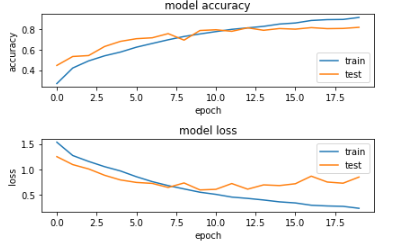 model accuracy
accuracy
0.8
0.6
0.4
train
test
0.0 2.5 5.0 7.5 10.0 12.5 15.0 17.5
epoch
model loss
loss
1.5
1.0
0.5
train
test
0.0 2.5 5.0 7.5 10.0 12.5 15.0 17.5
epoch